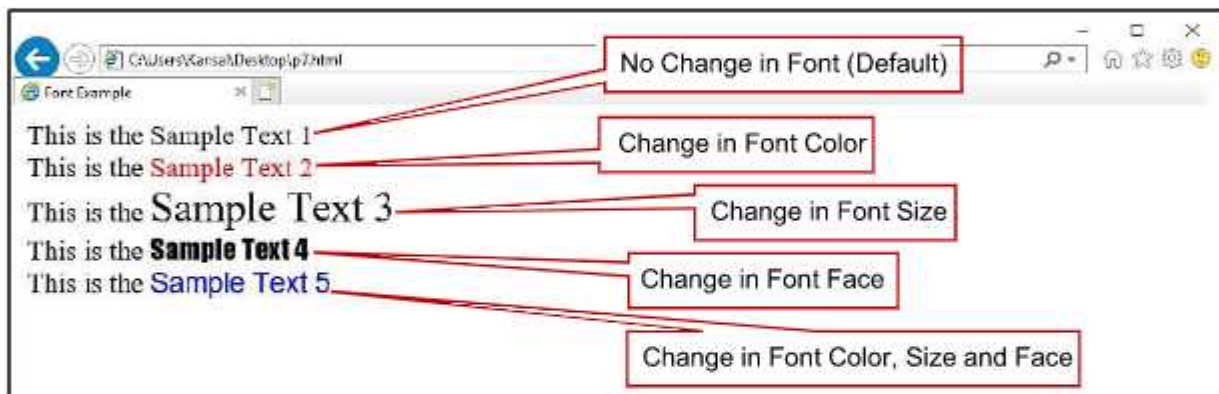 C:\Users\Kansal\Desktop\p7.html
Font Example
This is the Sample Text 1
This is the Sample Text 2
This is the Sample Text 3
This is the Sample Text 4
This is the Sample Text 5
No Change in Font (Default)
Change in Font Color
Change in Font Size
Change in Font Face
Change in Font Color, Size and Face